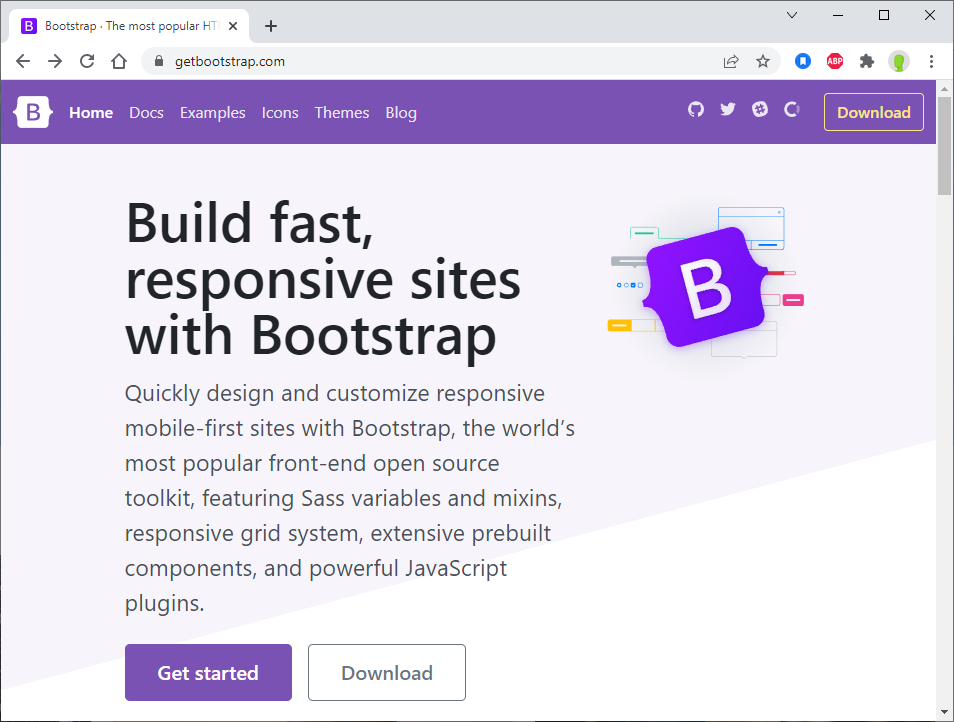 Bootstrap · The most popular HT
getbootstrap.com
ABP
B Home Docs Examples Icons Themes Blog Download
Build fast,
responsive sites
with Bootstrap
B
Quickly design and customize responsive
mobile-first sites with Bootstrap, the world's
most popular front-end open source
toolkit, featuring Sass variables and mixins,
responsive grid system, extensive prebuilt
components, and powerful JavaScript
plugins.
Get started Download